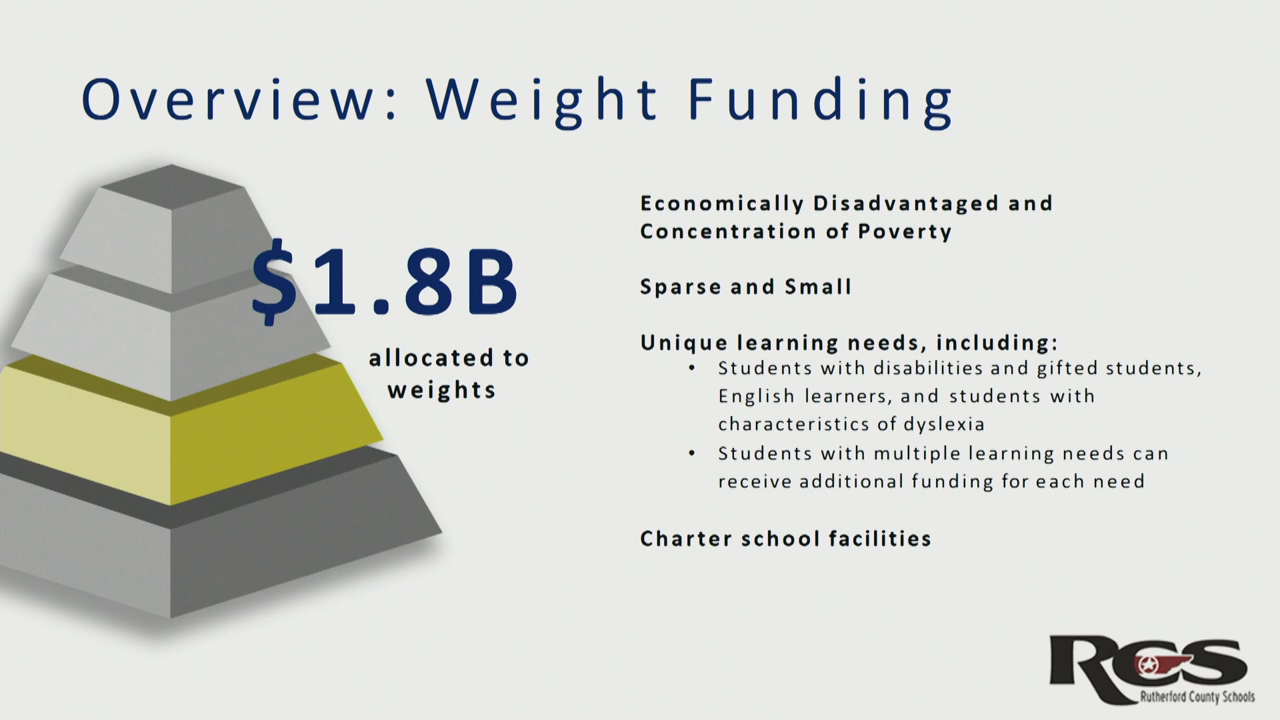 Overview: Weight Funding
$1.8B
allocated to
weights
Economically Disadvantaged and
Concentration of Poverty
Sparse and Small
Unique learning needs, including:
• Students with disabilities and gifted students,
English learners, and students with
characteristics of dyslexia
• Students with multiple learning needs can
receive additional funding for each need
Charter school facilities
RCS
Rutherford County Schools